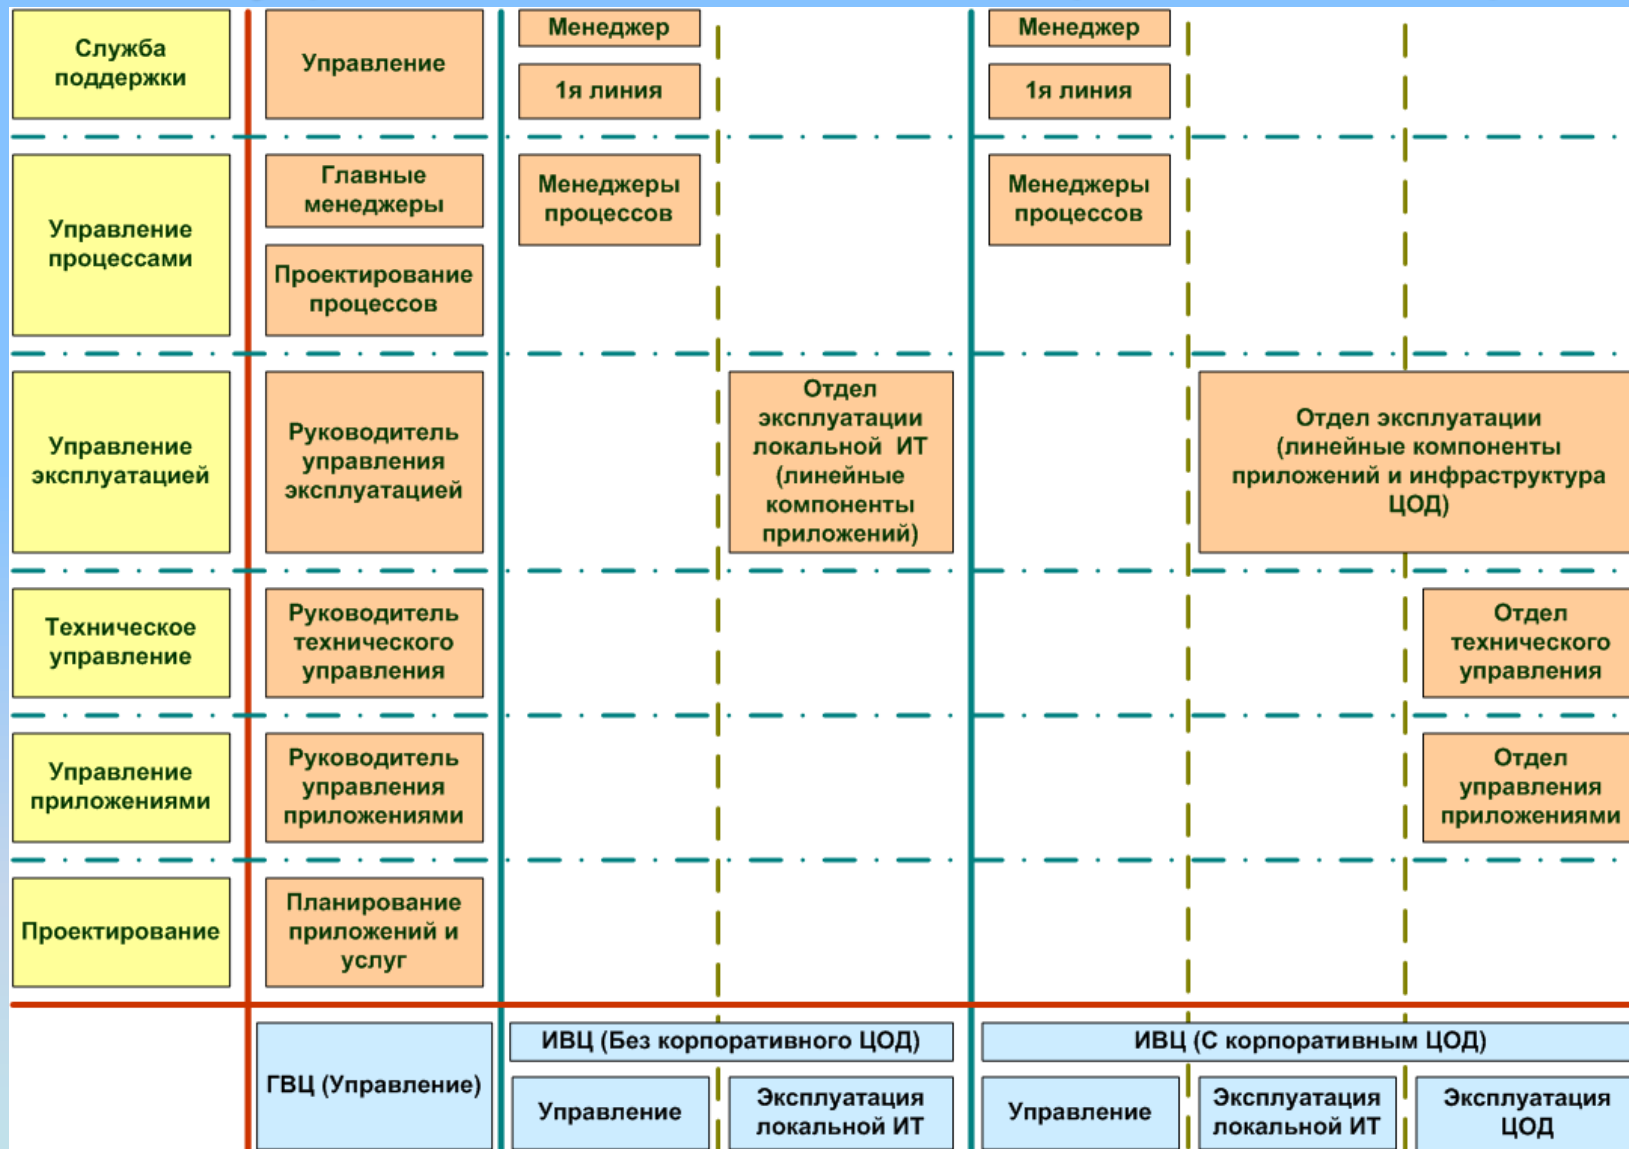 Служба
поддержки
Управление
Менеджер
1я линия
Менеджер
1я линия
Управление
процессами
Главные
менеджеры
Проектирование
процессов
Менеджеры
процессов
Менеджеры
процессов
Управление
эксплуатацией
Руководитель
управления
эксплуатацией
Отдел
эксплуатации
локальной ИТ
(линейные
компоненты
приложений)
Отдел эксплуатации
(линейные компоненты
приложений и инфраструктура
ЦОД)
Техническое
управление
Руководитель
технического
управления
Отдел
технического
управления
Управление
приложениями
Руководитель
управления
приложениями
Отдел
управления
приложениями
Проектирование
Планирование
приложений и
услуг
ГВЦ (Управление)
ИВЦ (Без корпоративного ЦОД)
Управление
Эксплуатация
локальной ИТ
ИВЦ (С корпоративным ЦОД)
Управление
Эксплуатация
локальной ИТ
Эксплуатация
ЦОД